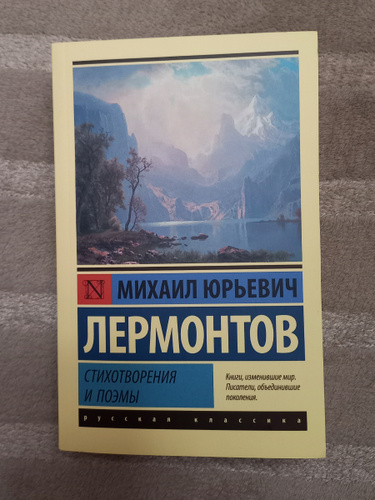 МИХАИЛ ЮРЬЕВИЧ
ЛЕРМОНТОВ
СТИХОТВОРЕНИЯ
И ПОЭМЫ
Книги, изменившие мир.
Писатели, объединившие
поколения.
русская классика